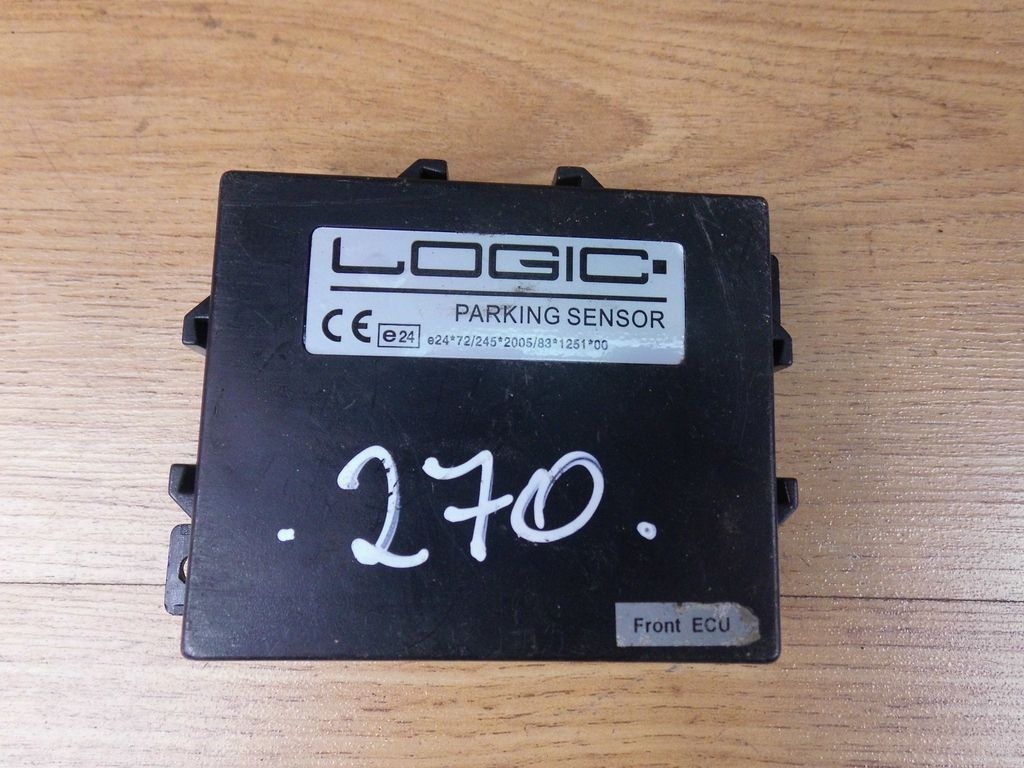 LOGIC
PARKING SENSOR
CE e24 e24*72/245*2005/83*1251*00
.270.
Front ECU